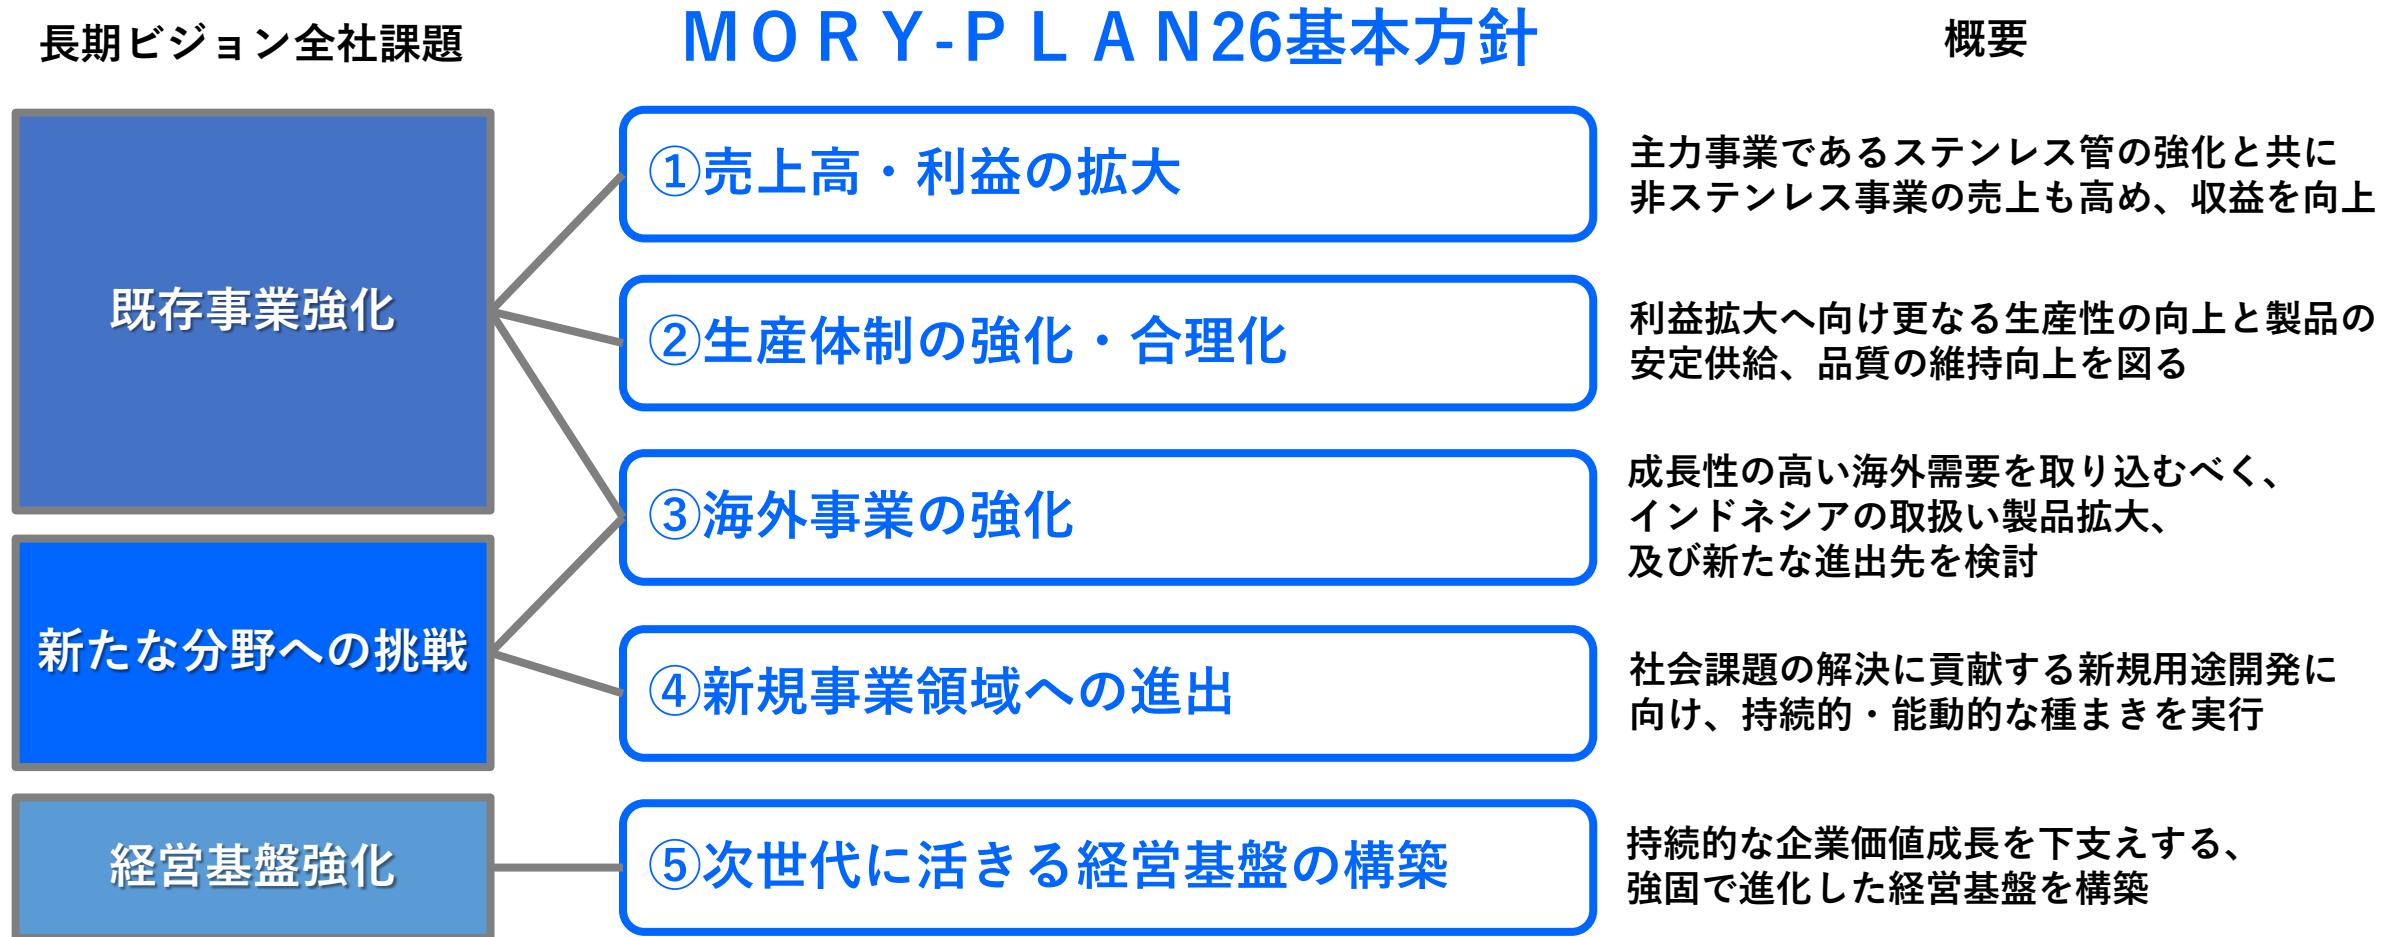 長期ビジョン全社課題
ＭＯＲＹ-ＰＬＡＮ26基本方針
概要
既存事業強化
①売上高・利益の拡大
主力事業であるステンレス管の強化と共に
非ステンレス事業の売上も高め、収益を向上
②生産体制の強化・合理化
利益拡大へ向け更なる生産性の向上と製品の
安定供給、品質の維持向上を図る
③海外事業の強化
成長性の高い海外需要を取り込むべく、
インドネシアの取扱い製品拡大、
及び新たな進出先を検討
新たな分野への挑戦
④新規事業領域への進出
社会課題の解決に貢献する新規用途開発に
向け、持続的・能動的な種まきを実行
経営基盤強化
⑤次世代に活きる経営基盤の構築
持続的な企業価値成長を下支えする、
強固で進化した経営基盤を構築